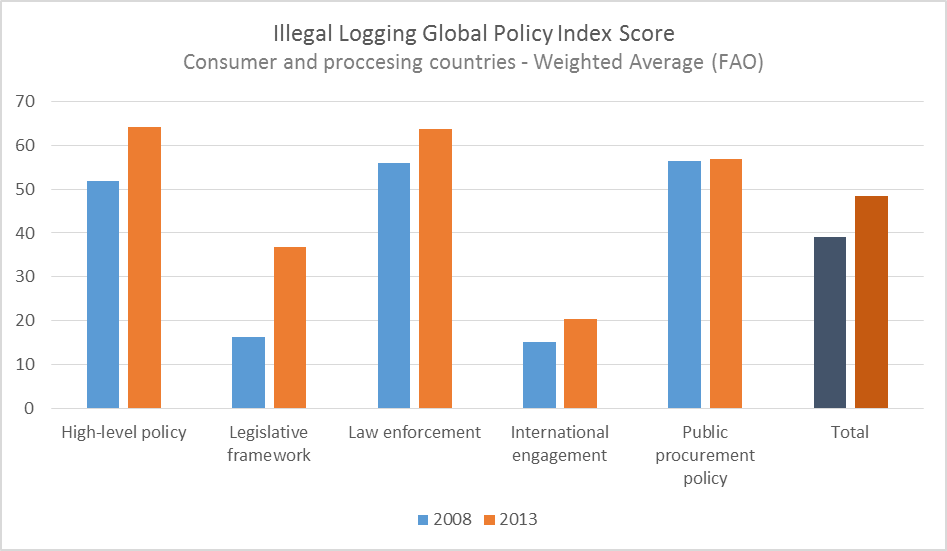 Illegal Logging Global Policy Index Score
Consumer and proccesing countries - Weighted Average (FAO)
70
60
50
40
30
20
10
0
High-level policy
Legislative
framework
Law enforcement
International
engagement
Public
procurement
policy
Total
2008
2013